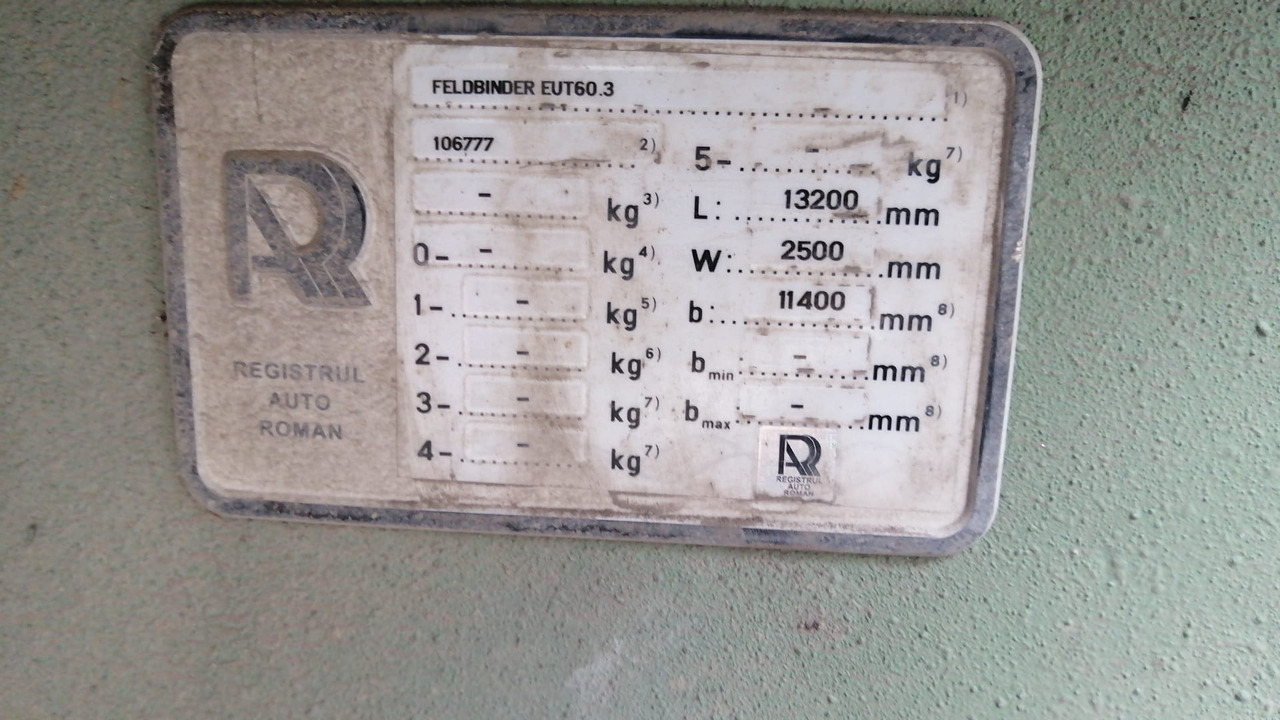 FELDBINDER EUT60.3 1)
106777 2)
- kg 3)
0- - kg 4)
1- - kg 5)
2- - kg 6)
3- - kg 7)
4- - kg 7)
5- - kg 7)
L: 13200 mm
W: 2500 mm
b: 11400 mm 8)
b min : - mm 8)
b max : - mm 8)
R
REGISTRUL
AUTO
ROMAN
R
REGISTRUL
AUTO
ROMAN